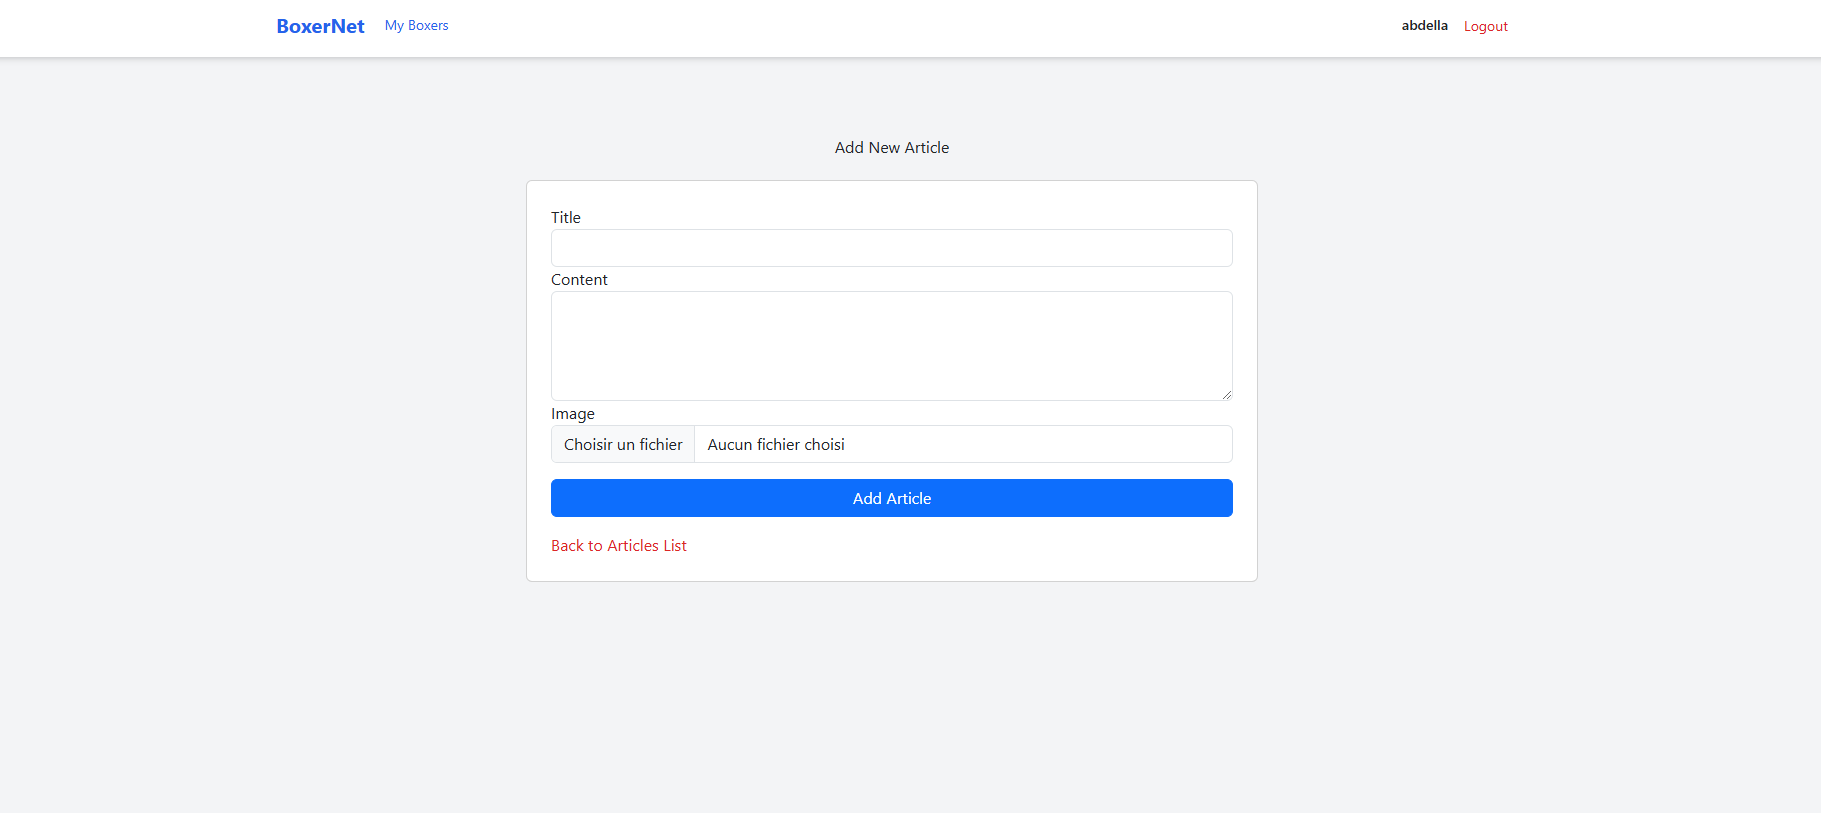 BoxerNet My Boxers abdella Logout
Add New Article
Title
Content
Image
Choisir un fichier Aucun fichier choisi
Add Article
Back to Articles List